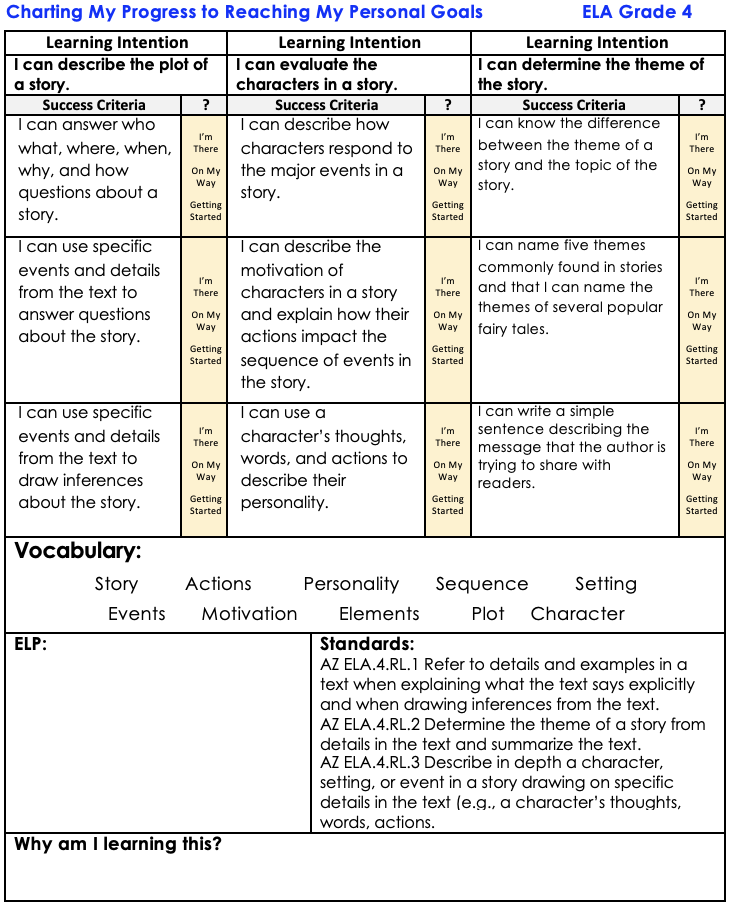 Charting My Progress to Reaching My Personal Goals ELA Grade 4
Learning Intention Learning Intention Learning Intention
I can describe the plot of
a story.
I can evaluate the
characters in a story.
I can determine the theme of
the story.
Success Criteria ? Success Criteria ? Success Criteria ?
I can answer who
what, where, when,
why, and how
questions about a
story.
I'm
There
On My
Way
Getting
Started
I can describe how
characters respond to
the major events in a
story.
I'm
There
On My
Way
Getting
Started
I can know the difference
between the theme of a
story and the topic of the
story.
I'm
There
On My
Way
Getting
Started
I can use specific
events and details
from the text to
answer questions
about the story.
I'm
There
On My
Way
Getting
Started
I can describe the
motivation of
characters in a story
and explain how their
actions impact the
sequence of events in
the story.
I'm
There
On My
Way
Getting
Started
I can name five themes
commonly found in stories
and that I can name the
themes of several popular
fairy tales.
I'm
There
On My
Way
Getting
Started
I can use specific
events and details
from the text to
draw inferences
about the story.
I'm
There
On My
Way
Getting
Started
I can use a
character's thoughts,
words, and actions to
describe their
personality.
I'm
There
On My
Way
Getting
Started
I can write a simple
sentence describing the
message that the author is
trying to share with
readers.
I'm
There
On My
Way
Getting
Started
Vocabulary:
Story Actions Personality Sequence Setting
Events Motivation Elements Plot Character
ELP:
Standards:
AZ ELA.4.RL.1 Refer to details and examples in a
text when explaining what the text says explicitly
and when drawing inferences from the text.
AZ ELA.4.RL.2 Determine the theme of a story from
details in the text and summarize the text.
AZ ELA.4.RL.3 Describe in depth a character,
setting, or event in a story drawing on specific
details in the text (e.g., a character's thoughts,
words, actions.
Why am I learning this?